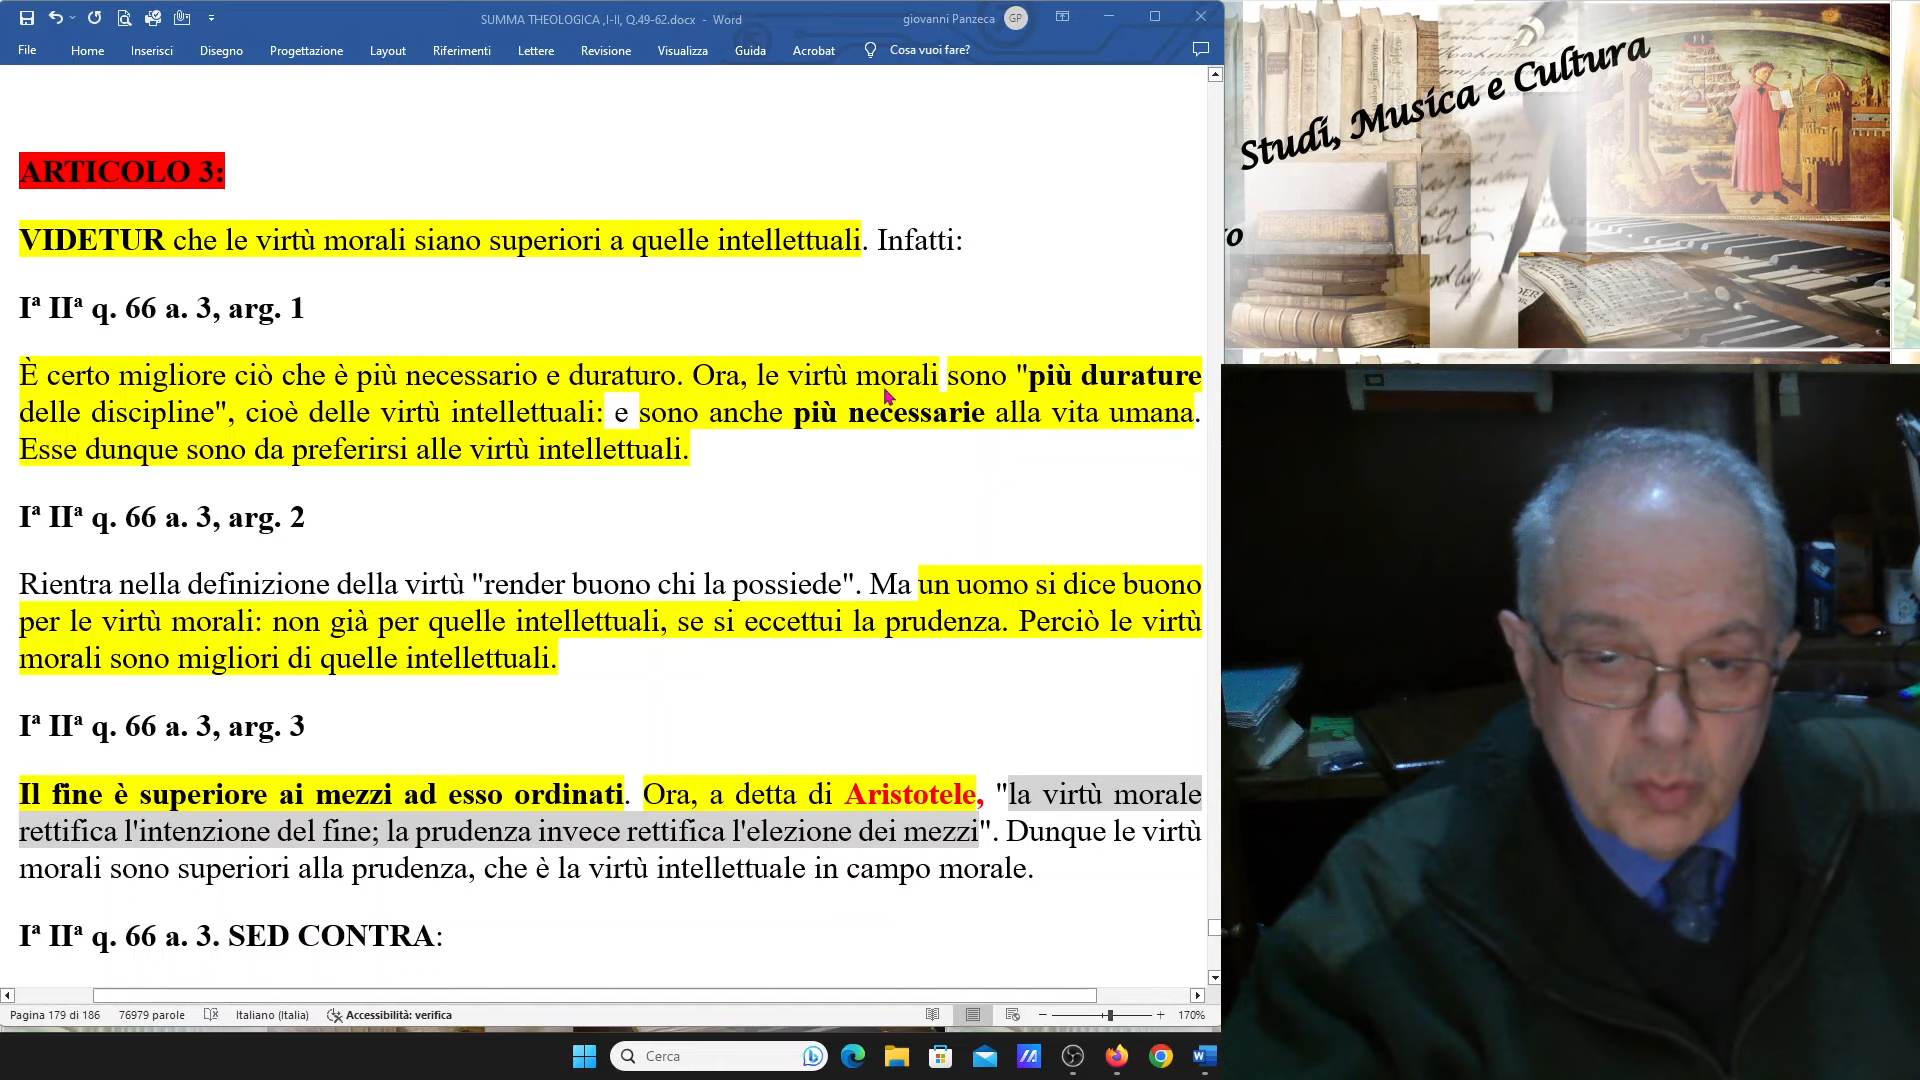 SUMMA THEOLOGICA ,I-II, Q.49-62.docx - Word
giovanni Panzeca
GP
File Home Inserisci Disegno Progettazione Layout Riferimenti Lettere Revisione Visualizza Guida Acrobat Cosa vuoi fare?
Studi, Musica e Cultura
ARTICOLO 3:
VIDETUR che le virtù morali siano superiori a quelle intellettuali. Infatti:
Iª IIª q. 66 a. 3, arg. 1
È certo migliore ciò che è più necessario e duraturo. Ora, le virtù morali sono "più durature
delle discipline", cioè delle virtù intellettuali: e sono anche più necessarie alla vita umana.
Esse dunque sono da preferirsi alle virtù intellettuali.
Iª IIª q. 66 a. 3, arg. 2
Rientra nella definizione della virtù "render buono chi la possiede". Ma un uomo si dice buono
per le virtù morali: non già per quelle intellettuali, se si eccettui la prudenza. Perciò le virtù
morali sono migliori di quelle intellettuali.
Iª IIª q. 66 a. 3, arg. 3
Il fine è superiore ai mezzi ad esso ordinati. Ora, a detta di Aristotele, "la virtù morale
rettifica l'intenzione del fine; la prudenza invece rettifica l'elezione dei mezzi". Dunque le virtù
morali sono superiori alla prudenza, che è la virtù intellettuale in campo morale.
Iª IIª q. 66 a. 3. SED CONTRA:
Pagina 179 di 186 76979 parole Italiano (Italia) Accessibilità: verifica 170%
Cerca